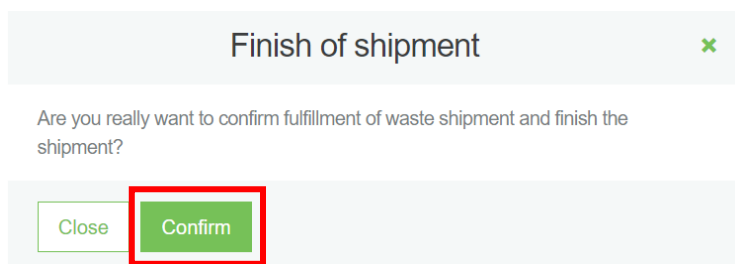 Finish of shipment
Are you really want to confirm fulfillment of waste shipment and finish the
shipment?
Close Confirm